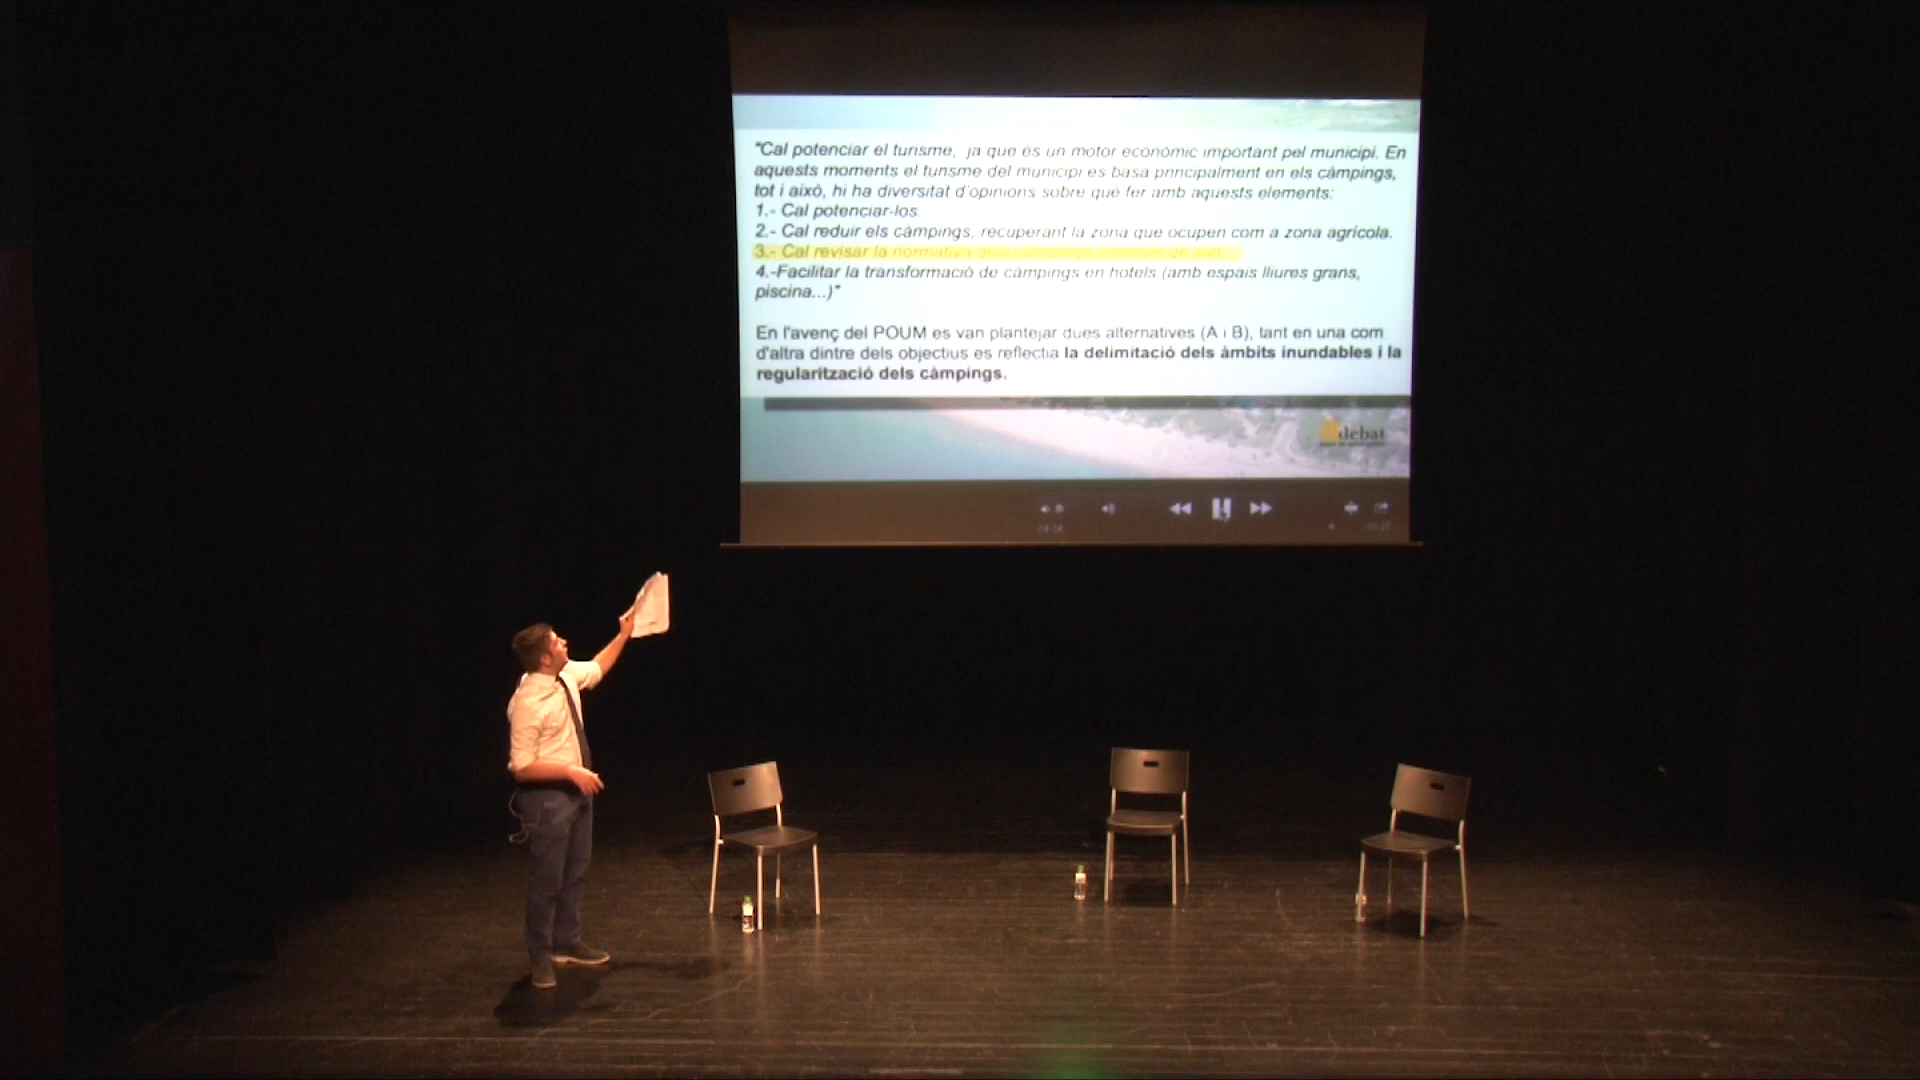 "Cal potenciar el turisme, ja que és un motor econòmic important pel municipi. En
aquests moments el turisme del municipi es basa principalment en els càmpings,
tot i això, hi ha diversitat d'opinions sobre què fer amb aquests elements:
1.- Cal potenciar-los.
2.- Cal reduir els càmpings, recuperant la zona que ocupen com a zona agrícola.
3.- Cal revisar la normativa dels càmpings
4.-Facilitar la transformació de càmpings en hotels (amb espais lliures grans,
piscina...)"
En l'avenç del POUM es van plantejar dues alternatives (A i B), tant en una com
d'altra dintre dels objectius es reflectia la delimitació dels àmbits inundables i la
regularització dels càmpings.
debat